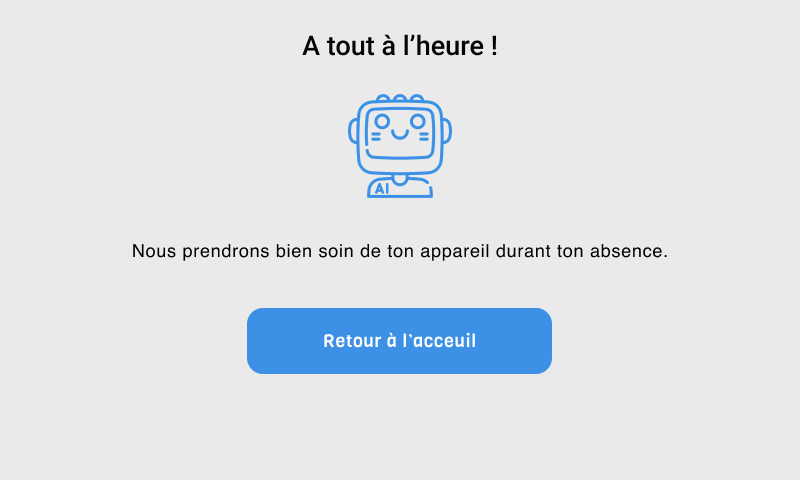 A tout à l’heure !
AI
Nous prendrons bien soin de ton appareil durant ton absence.
Retour à l’acceuil